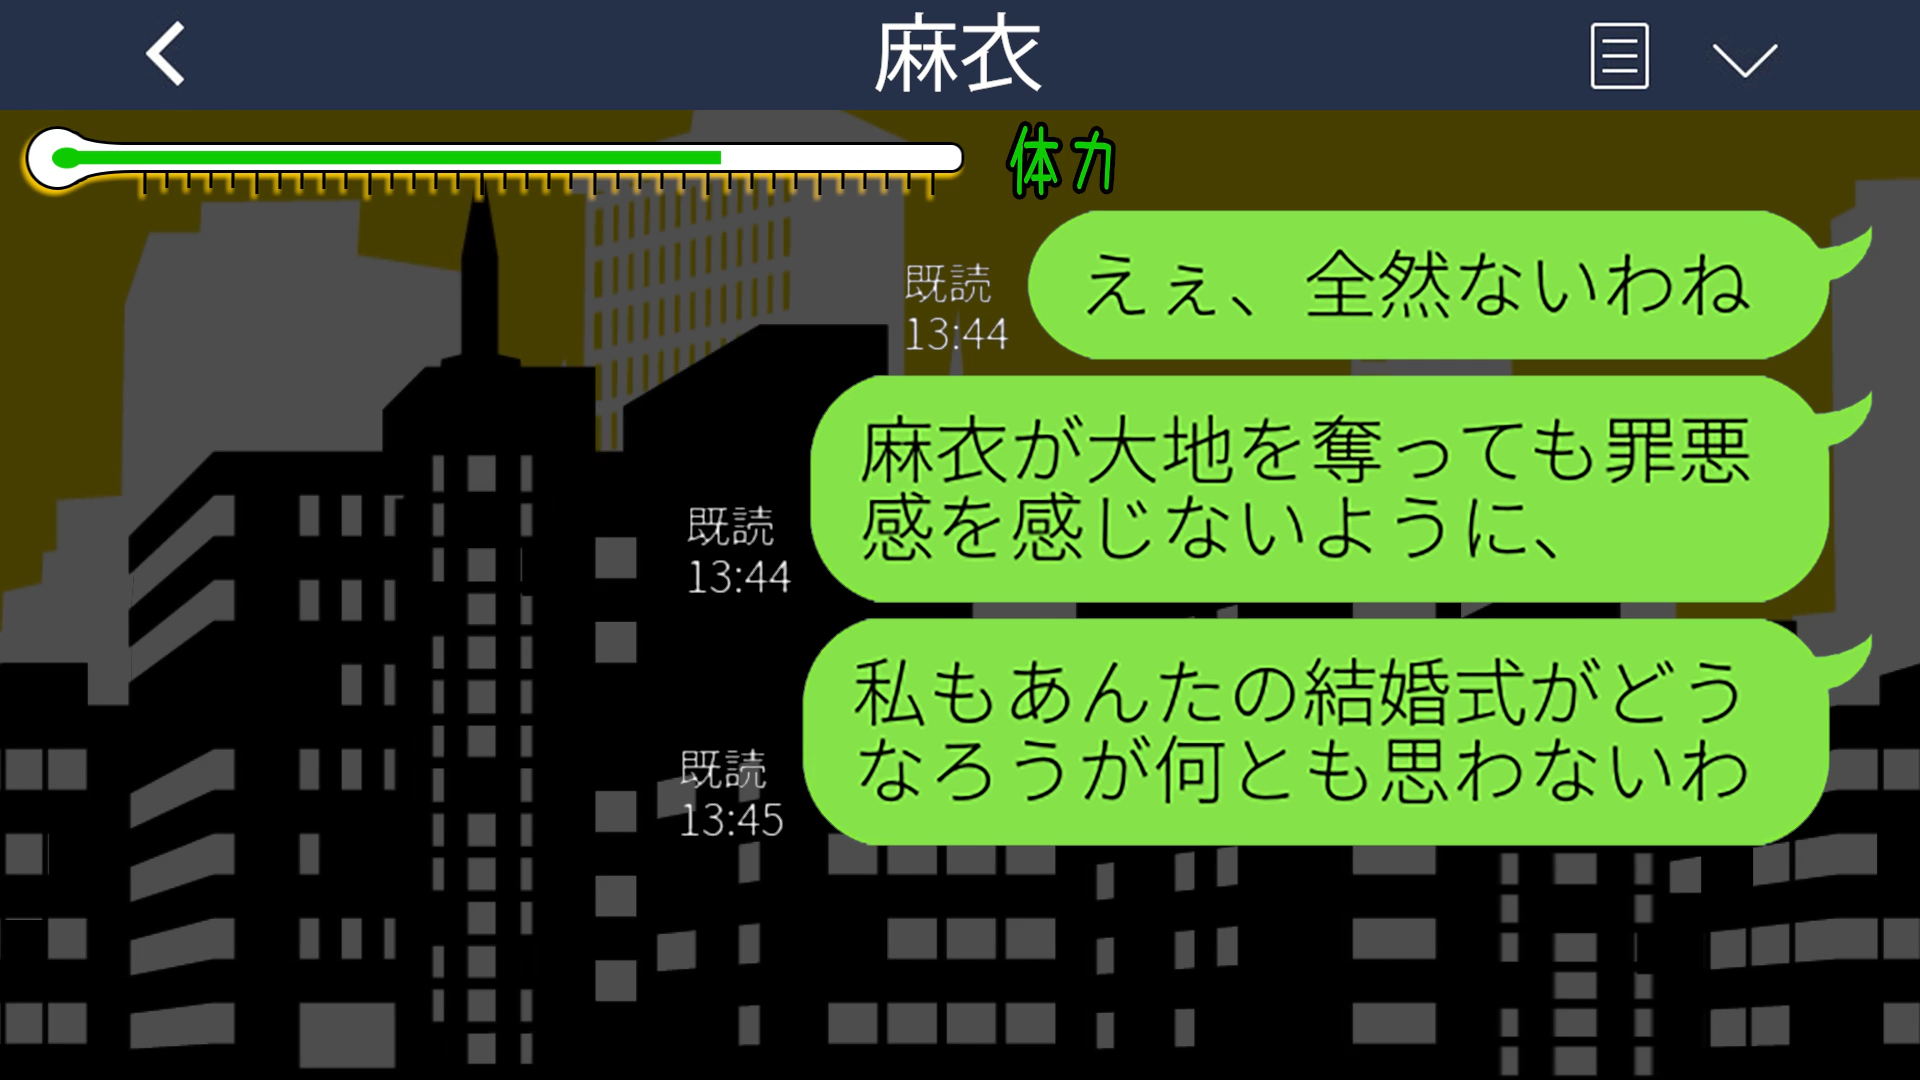 麻衣
体力
えぇ、全然ないわね
既読
13:44
麻衣が大地を奪っても罪悪
感を感じないように、
既読
13:44
私もあんたの結婚式がどう
なろうが何とも思わないわ
既読
13:45